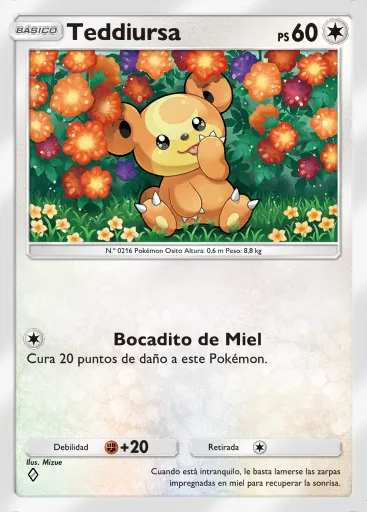 BÁSICO Teddiursa PS 60
N.º 0216 Pokémon Osito Altura: 0,6 m Peso: 8,8 kg
Bocadito de Miel
Cura 20 puntos de daño a este Pokémon.
Debilidad +20 Retirada
Ilus. Mizue
Cuando está intranquilo, le basta lamerse las zarpas
impregnadas en miel para recuperar la sonrisa.